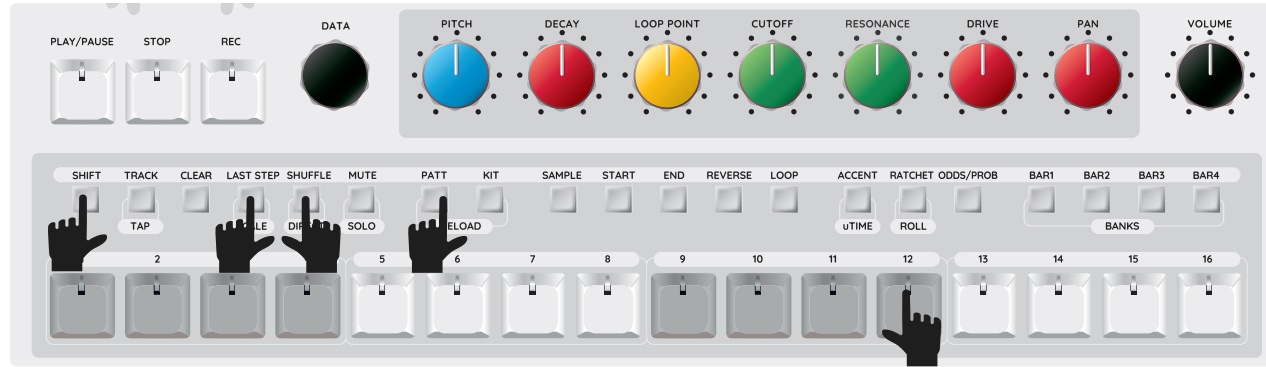 DATA
PITCH DECAY LOOP POINT CUTOFF RESONANCE DRIVE PAN VOLUME
PLAY/PAUSE STOP REC
SHIFT TRACK CLEAR LAST STEP SHUFFLE MUTE PATT KIT SAMPLE START END REVERSE LOOP ACCENT RATCHET ODDS/PROB BAR1 BAR2 BAR3 BAR4
TAP SOLO uTIME ROLL BANKS
2 5 6 7 8 9 10 11 12 13 14 15 16